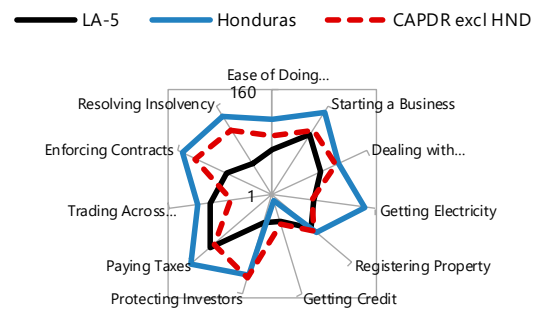 LA-5 Honduras CAPDR excl HND
Ease of Doing...
160
Resolving Insolvency Starting a Business
Enforcing Contracts Dealing with...
1
Trading Across... Getting Electricity
Paying Taxes Registering Property
Protecting Investors Getting Credit